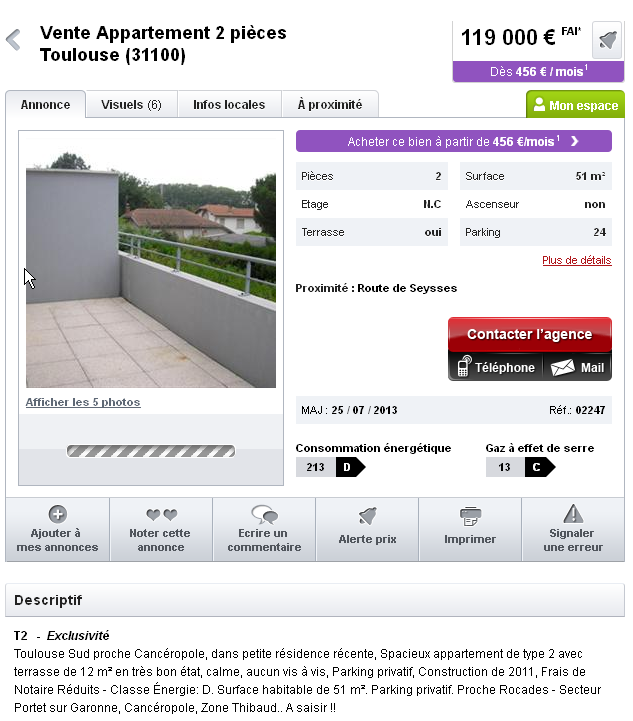 Vente Appartement 2 pièces
Toulouse (31100)
119 000 € FAI*
Dès 456 € / mois 1
Annonce
Visuels (6)
Infos locales
À proximité
Mon espace
Acheter ce bien à partir de 456 €/mois 1
Pièces 2
Surface 51 m²
Etage N.C
Ascenseur non
Terrasse oui
Parking 24
Plus de détails
Proximité : Route de Seysses
Contacter l'agence
Téléphone
Mail
Afficher les 5 photos
MAJ : 25 / 07 / 2013
Réf.: 02247
Consommation énergétique
213 D
Gaz à effet de serre
13 C
Ajouter à
mes annonces
Noter cette
annonce
Ecrire un
commentaire
Alerte prix
Imprimer
Signaler
une erreur
Descriptif
T2 - Exclusivité
Toulouse Sud proche Cancéropole, dans petite résidence récente, Spacieux appartement de type 2 avec
terrasse de 12 m² en très bon état, calme, aucun vis à vis, Parking privatif, Construction de 2011, Frais de
Notaire Réduits - Classe Énergie: D. Surface habitable de 51 m². Parking privatif. Proche Rocades - Secteur
Portet sur Garonne, Cancéropole, Zone Thibaud.. A saisir !!